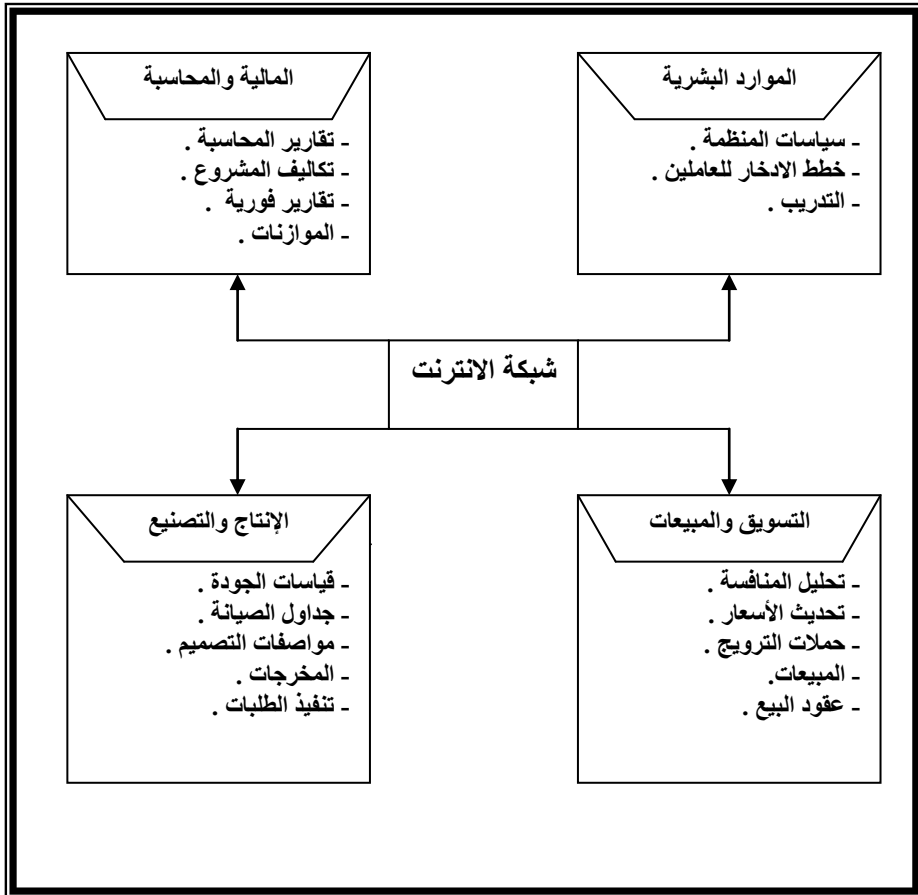 الموارد البشرية
- سياسات المنظمة .
- خطط الادخار للعاملين .
- التدريب .
المالية والمحاسبة
- تقارير المحاسبة .
- تكاليف المشروع .
- تقارير فورية .
- الموازنات .
شبكة الانترنت
التسويق والمبيعات
- تحليل المنافسة .
- تحديث الأسعار .
- حملات الترويج .
- المبيعات.
- عقود البيع .
الإنتاج والتصنيع
- قياسات الجودة .
- جداول الصيانة .
- مواصفات التصميم .
- المخرجات .
- تنفيذ الطلبات .